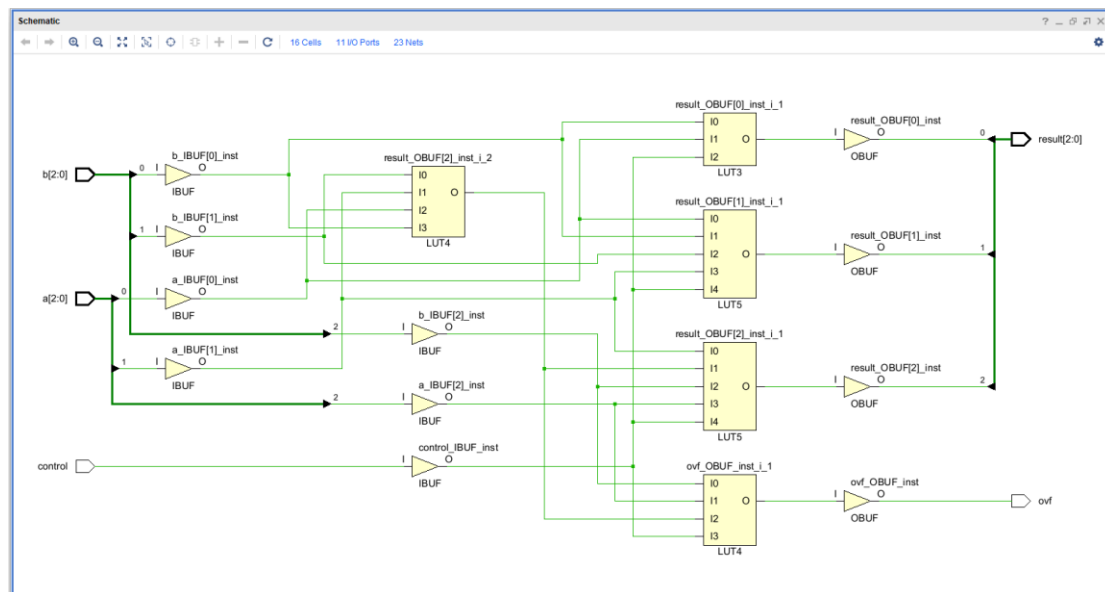 Schematic
16 Cells 11 I/O Ports 23 Nets
b[2:0]
0
I
b_IBUF[0]_inst
O
IBUF
1
I
b_IBUF[1]_inst
O
IBUF
a[2:0]
0
I
a_IBUF[0]_inst
O
IBUF
1
I
a_IBUF[1]_inst
O
IBUF
control
result_OBUF[2]_inst_i_2
I0
I1
I2
I3
O
LUT4
2
I
b_IBUF[2]_inst
O
IBUF
2
I
a_IBUF[2]_inst
O
IBUF
I
control_IBUF_inst
O
IBUF
result_OBUF[0]_inst_i_1
I0
I1
I2
O
LUT3
result_OBUF[1]_inst_i_1
I0
I1
I2
I3
I4
O
LUT5
result_OBUF[2]_inst_i_1
I0
I1
I2
I3
I4
O
LUT5
ovf_OBUF_inst_i_1
I0
I1
I2
I3
O
LUT4
result_OBUF[0]_inst
I
O
OBUF
0
result[2:0]
result_OBUF[1]_inst
I
O
OBUF
1
result_OBUF[2]_inst
I
O
OBUF
2
ovf_OBUF_inst
I
O
OBUF
ovf